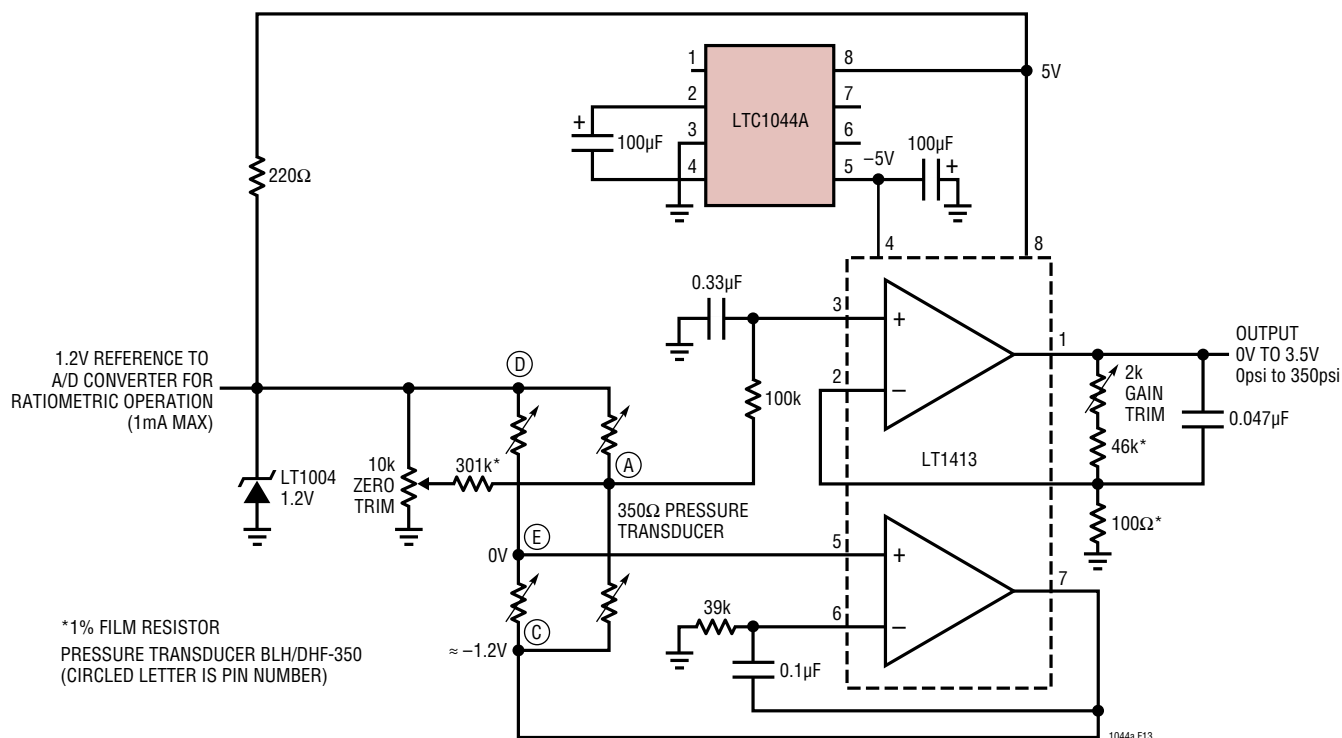 1
2
3
4
LTC1044A
8
7
6
5
5V
+
100µF
−5V
100µF
+
220Ω
4
8
0.33µF
3
+
2
−
1
OUTPUT
0V TO 3.5V
0psi to 350psi
1.2V REFERENCE TO
A/D CONVERTER FOR
RATIOMETRIC OPERATION
(1mA MAX)
D
100k
2k
GAIN
TRIM
46k*
0.047µF
LT1413
LT1004
1.2V
10k
ZERO
TRIM
301k*
A
350Ω PRESSURE
TRANSDUCER
100Ω*
0V
E
5
+
7
39k
6
−
C
≈ −1.2V
0.1µF
*1% FILM RESISTOR
PRESSURE TRANSDUCER BLH/DHF-350
(CIRCLED LETTER IS PIN NUMBER)
1044a F13